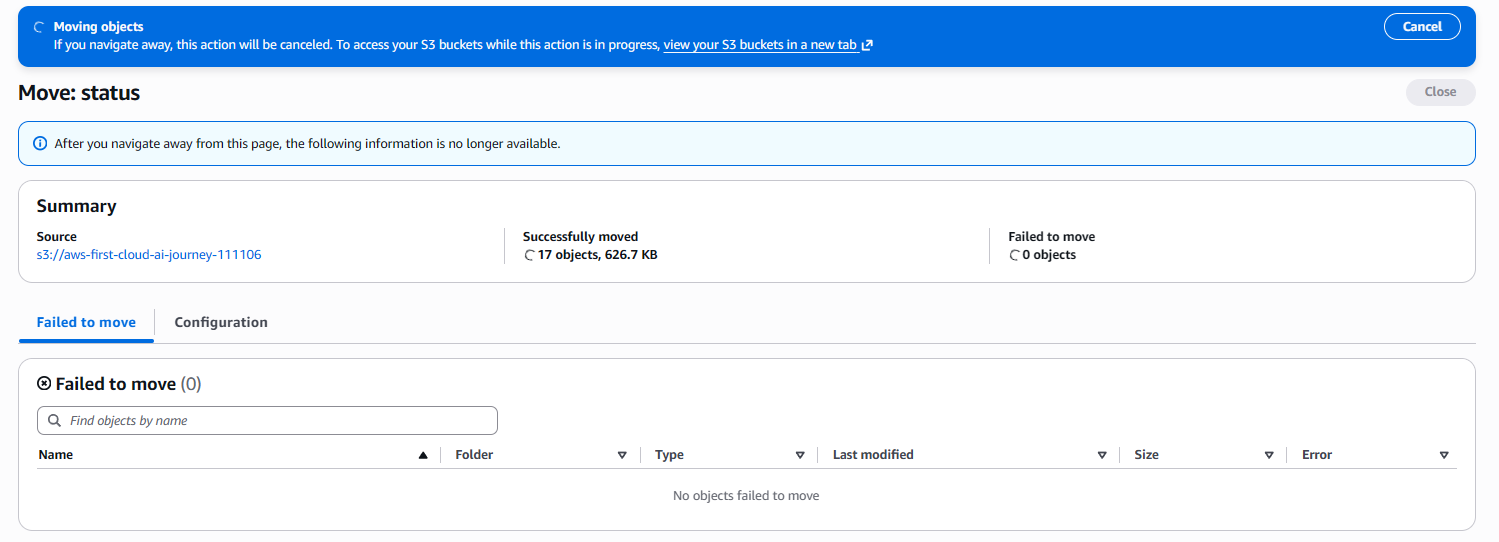 Moving objects
Cancel
If you navigate away, this action will be canceled. To access your S3 buckets while this action is in progress, view your S3 buckets in a new tab
Move: status
Close
After you navigate away from this page, the following information is no longer available.
Summary
Source
s3://aws-first-cloud-ai-journey-111106
Successfully moved
17 objects, 626.7 KB
Failed to move
0 objects
Failed to move
Configuration
Failed to move (0)
Find objects by name
Name Folder Type Last modified Size Error
No objects failed to move